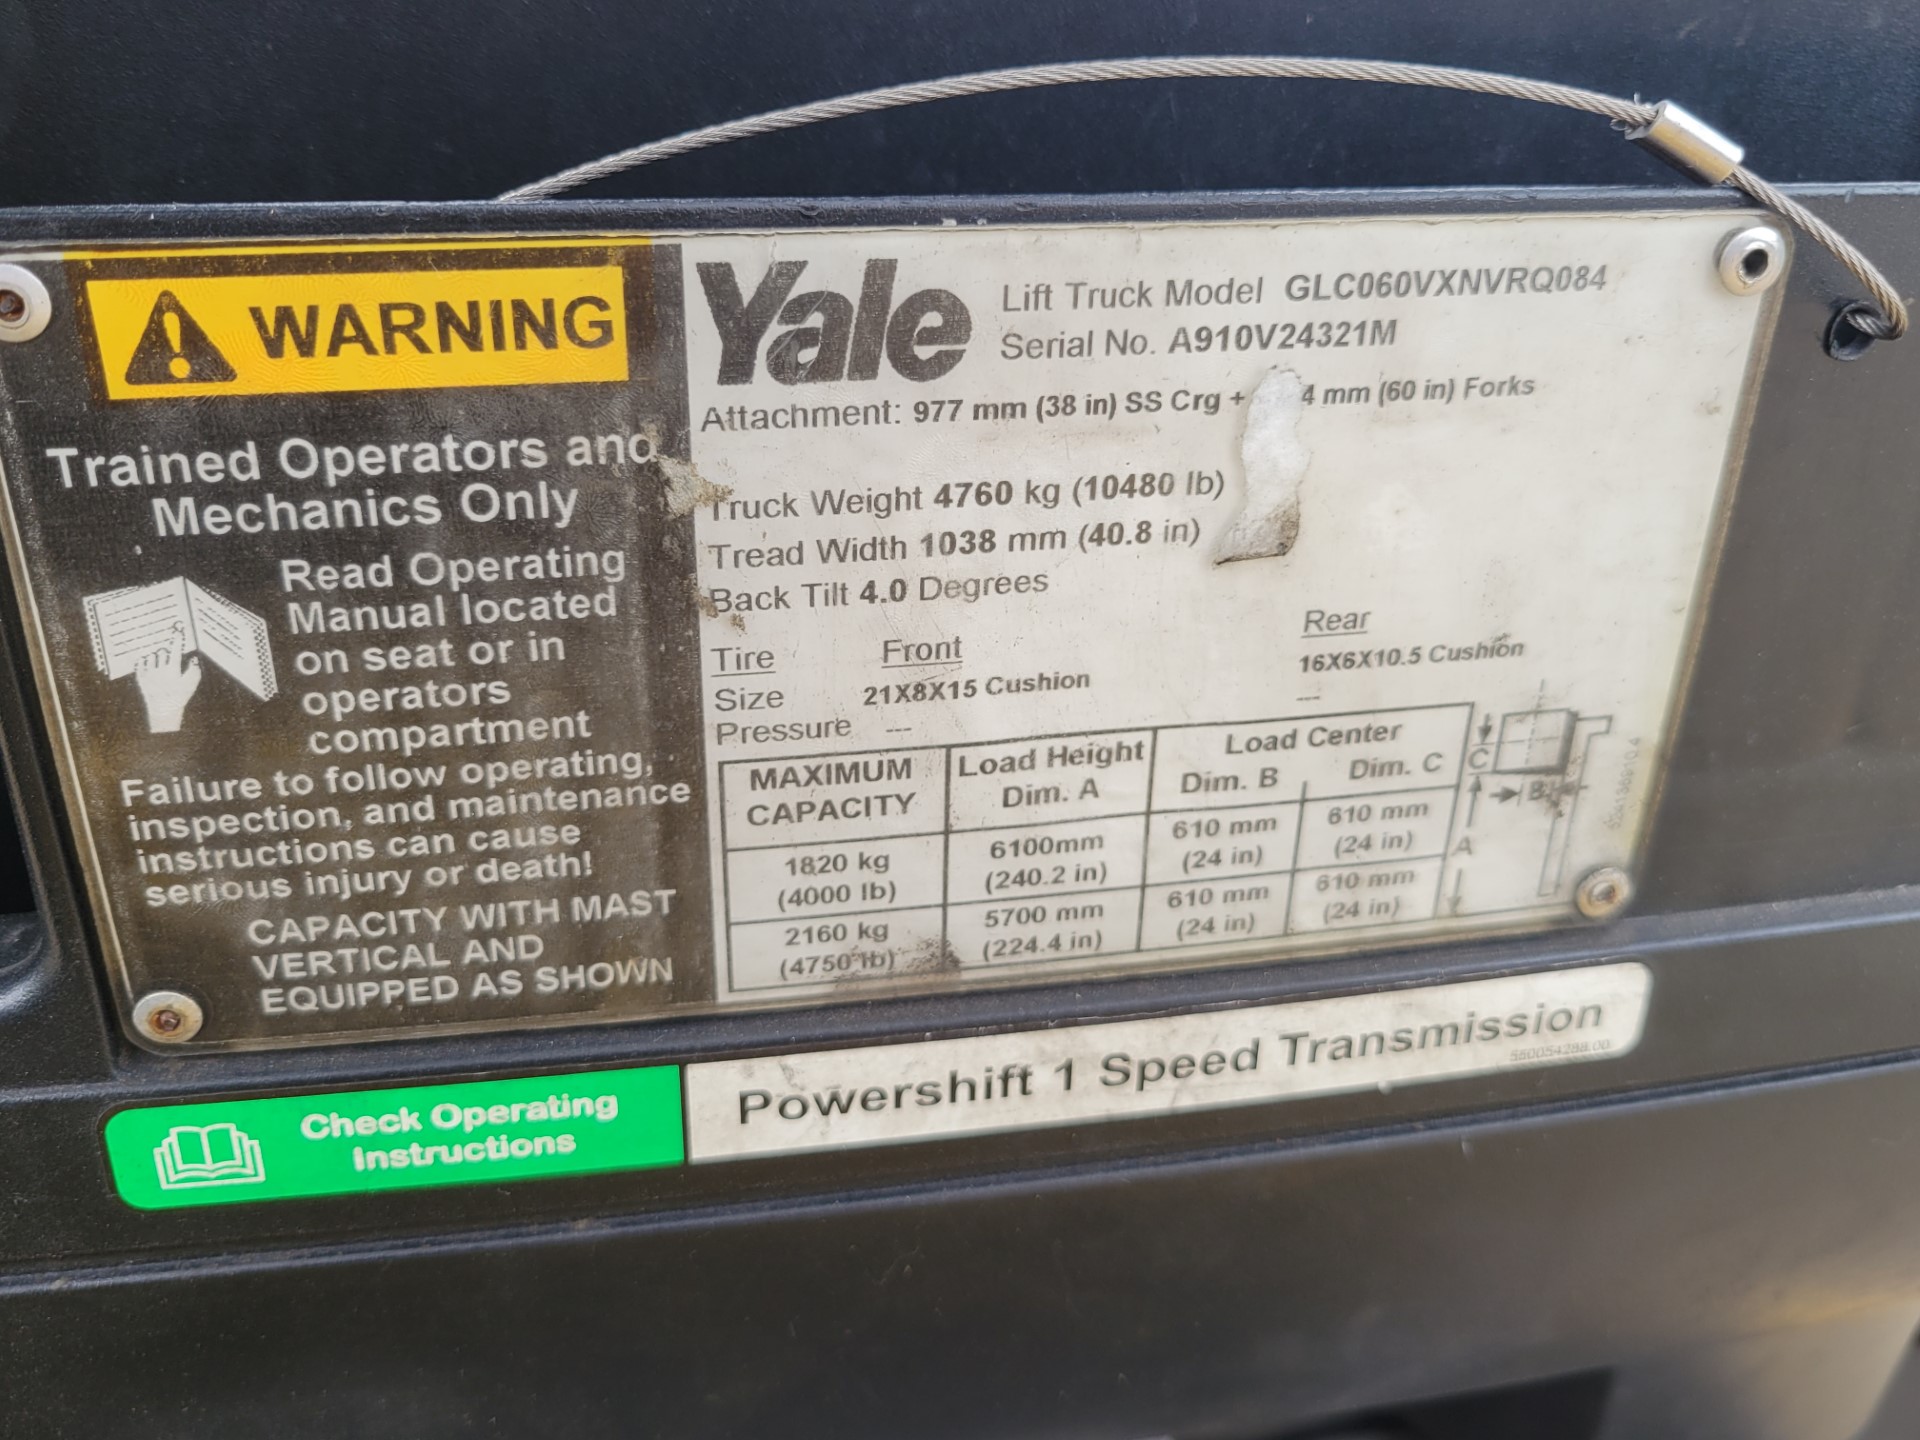 WARNING
Trained Operators and
Mechanics Only
Read Operating
Manual located
on seat or in
operators
compartment
Failure to follow operating,
inspection, and maintenance
instructions can cause
serious injury or death!
CAPACITY WITH MAST
VERTICAL AND
EQUIPPED AS SHOWN
Yale
Lift Truck Model GLC060VXNVRQ084
Serial No. A910V24321M
Attachment: 977 mm (38 in) SS Crg + 4 mm (60 in) Forks
Truck Weight 4760 kg (10480 lb)
Tread Width 1038 mm (40.8 in)
Back Tilt 4.0 Degrees
Tire Front Rear
Size 21X8X15 Cushion 16X6X10.5 Cushion
Pressure --- ---
MAXIMUM CAPACITY Load Height Dim. A Load Center Dim. B Dim. C
1820 kg 6100mm 610 mm 610 mm
(4000 lb) (240.2 in) (24 in) (24 in)
2160 kg 5700 mm 610 mm 610 mm
(4750 lb) (224.4 in) (24 in) (24 in)
C
B
A
Check Operating
Instructions
Powershift 1 Speed Transmission
550054288.00